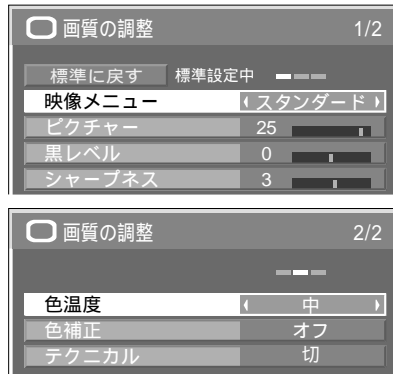 画質の調整 1/2
標準に戻す 標準設定中
映像メニュー スタンダード
ピクチャー 25
黒レベル 0
シャープネス 3
画質の調整 2/2
色温度 中
色補正 オフ
テクニカル 切